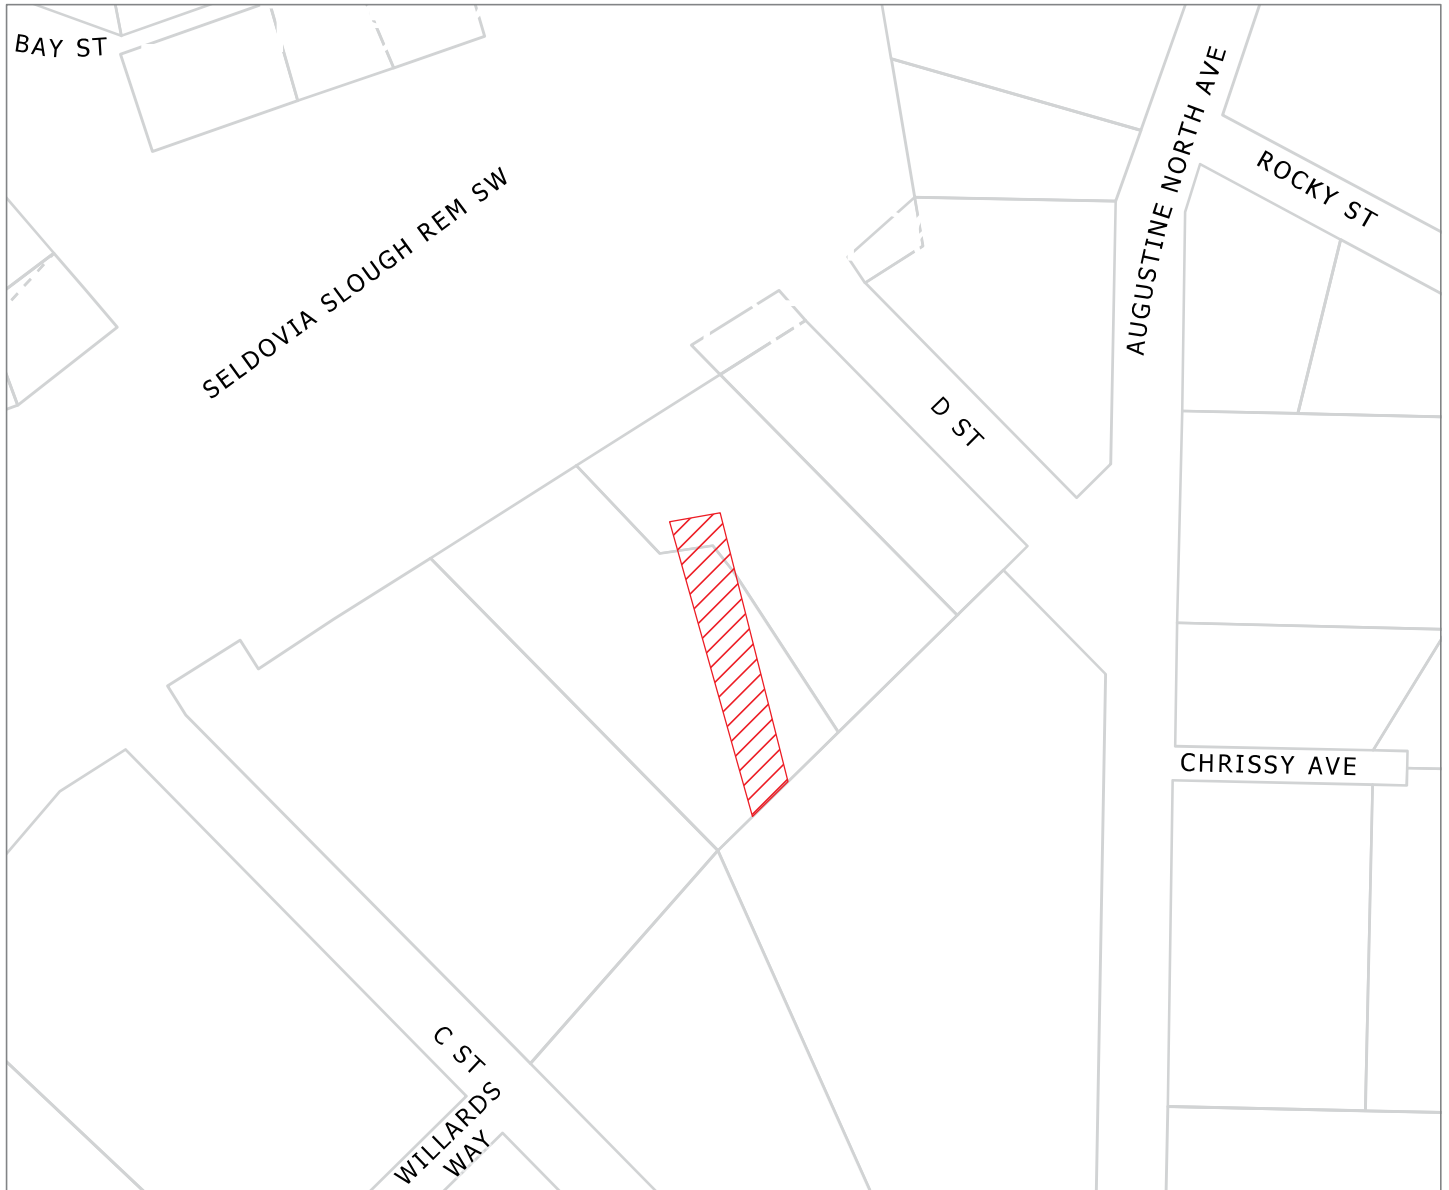 BAY ST
AUGUSTINE NORTH AVE
ROCKY ST
SELDOVIA SLOUGH REM SW
D ST
CHRISSY AVE
C ST
WILLARDS
WAY